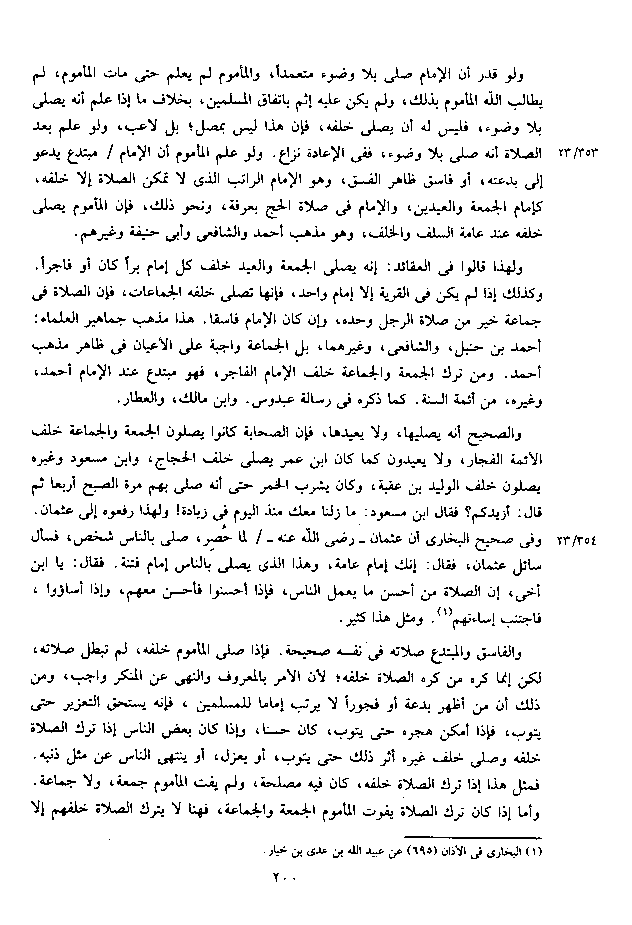 ولو قدر أن الإمام صلى بلا وضوء متعمداً، والمأموم لم يعلم حتى مات المأموم، لم
يطالب الله المأموم بذلك، ولم يكن عليه إثم باتفاق المسلمين، بخلاف ما إذا علم أنه يصلى
بلا وضوء، فليس له أن يصلى خلفه، فإن هذا ليس بمصل؛ بل لاعب، ولو علم بعد
٢٣/٣٥٣ الصلاة أنه صلى بلا وضوء، ففى الإعادة نزاع. ولو علم المأموم أن الإمام / مبتدع يدعو
إلى بدعته، أو فاسق ظاهر الفسق، وهو الإمام الراتب الذى لا تمكن الصلاة إلا خلفه،
كإمام الجمعة والعيدين، والإمام فى صلاة الحج بعرفة، ونحو ذلك، فإن المأموم يصلى
خلفه عند عامة السلف والخلف، وهو مذهب أحمد والشافعى وأبي حنيفة وغيرهم.
ولهذا قالوا فى العقائد: إنه يصلى الجمعة والعيد خلف كل إمام براً كان أو فاجراً.
وكذلك إذا لم يكن فى القرية إلا إمام واحد، فإنها تصلى خلفه الجماعات، فإن الصلاة فى
جماعة خير من صلاة الرجل وحده، وإن كان الإمام فاسقا. هذا مذهب جماهير العلماء:
أحمد بن حنبل، والشافعى، وغيرهما، بل الجماعة واجبة على الأعيان فى ظاهر مذهب
أحمد. ومن ترك الجمعة والجماعة خلف الإمام الفاجر، فهو مبتدع عند الإمام أحمد،
وغيره، من أئمة السنة. كما ذكره فى رسالة عبدوس. وابن مالك، والعطار.
والصحيح أنه يصليها، ولا يعيدها، فإن الصحابة كانوا يصلون الجمعة والجماعة خلف
الأئمة الفجار، ولا يعيدون كما كان ابن عمر يصلى خلف الحجاج، وابن مسعود وغيره
يصلون خلف الوليد بن عقبة، وكان يشرب الخمر حتى أنه صلى بهم مرة الصبح أربعا ثم
قال: أزيدكم؟ فقال ابن مسعود: ما زلنا معك منذ اليوم فى زيادة! ولهذا رفعوه إلى عثمان.
٢٣/٣٥٤ وفى صحيح البخارى أن عثمان ـ رضى الله عنه ـ / لما حصر، صلى بالناس شخص، فسأل
سائل عثمان، فقال: إنك إمام عامة، وهذا الذى يصلى بالناس إمام فتنة. فقال: يا ابن
أخى، إن الصلاة من أحسن ما يعمل الناس، فإذا أحسنوا فأحسن معهم، وإذا أساؤوا ،
فاجتنب إساءتهم(١). ومثل هذا كثير.
والفاسق والمبتدع صلاته فى نفسه صحيحة. فإذا صلى المأموم خلفه، لم تبطل صلاته،
لكن إنما كره من كره الصلاة خلفه؛ لأن الأمر بالمعروف والنهى عن المنكر واجب، ومن
ذلك أن من أظهر بدعة أو فجوراً لا يرتب إماما للمسلمين ، فإنه يستحق التعزير حتى
يتوب، فإذا أمكن هجره حتى يتوب، كان حسنا، وإذا كان بعض الناس إذا ترك الصلاة
خلفه وصلى خلف غيره أثر ذلك حتى يتوب، أو يعزل، أو ينتهى الناس عن مثل ذنبه.
فمثل هذا إذا ترك الصلاة خلفه، كان فيه مصلحة، ولم يفت المأموم جمعة، ولا جماعة.
وأما إذا كان ترك الصلاة يفوت المأموم الجمعة والجماعة، فهنا لا يترك الصلاة خلفهم إلا
(١) البخارى فى الأذان (٦٩٥) عن عبيد الله بن عدى بن خيار.
٢٠٠